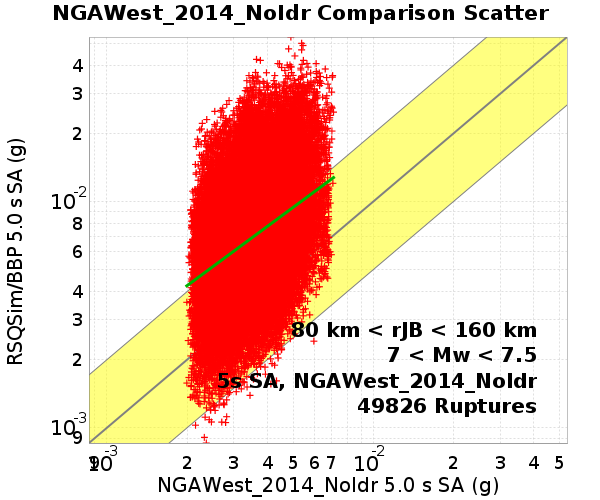 NGAWest_2014_NoIdr Comparison Scatter
RSQSim/BBP 5.0 s SA (g)
4
3
2
10-2
8
6
4
3
2
10-3
9
80 km < rJB < 160 km
7 < Mw < 7.5
5s SA, NGAWest_2014_NoIdr
49826 Ruptures
9 10-3 2 3 4 5 6 7 10-2 2 3 4 5
NGAWest_2014_NoIdr 5.0 s SA (g)